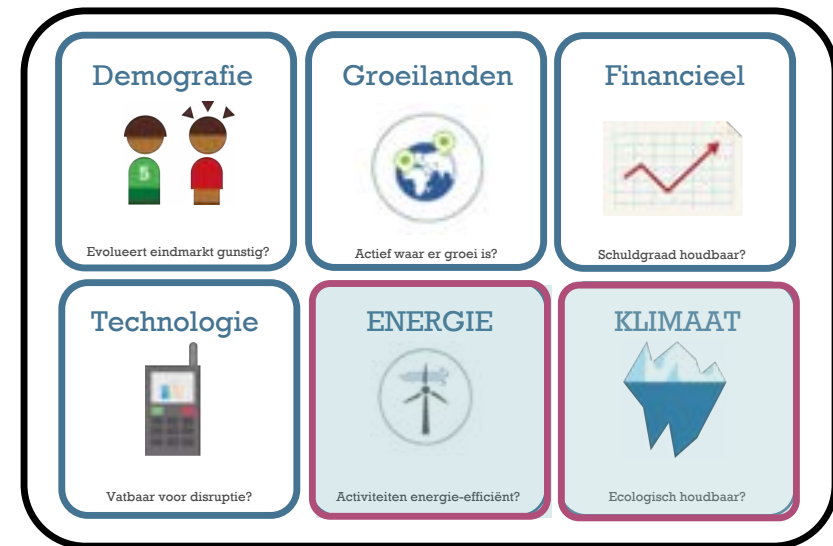 Demografie
Groeilanden
Financieel
5
Evolueert eindmarkt gunstig?
Actief waar er groei is?
Schuldgraad houdbaar?
Technologie
ENERGIE
KLIMAAT
Vatbaar voor disruptie?
Activiteiten energie-efficiënt?
Ecologisch houdbaar?